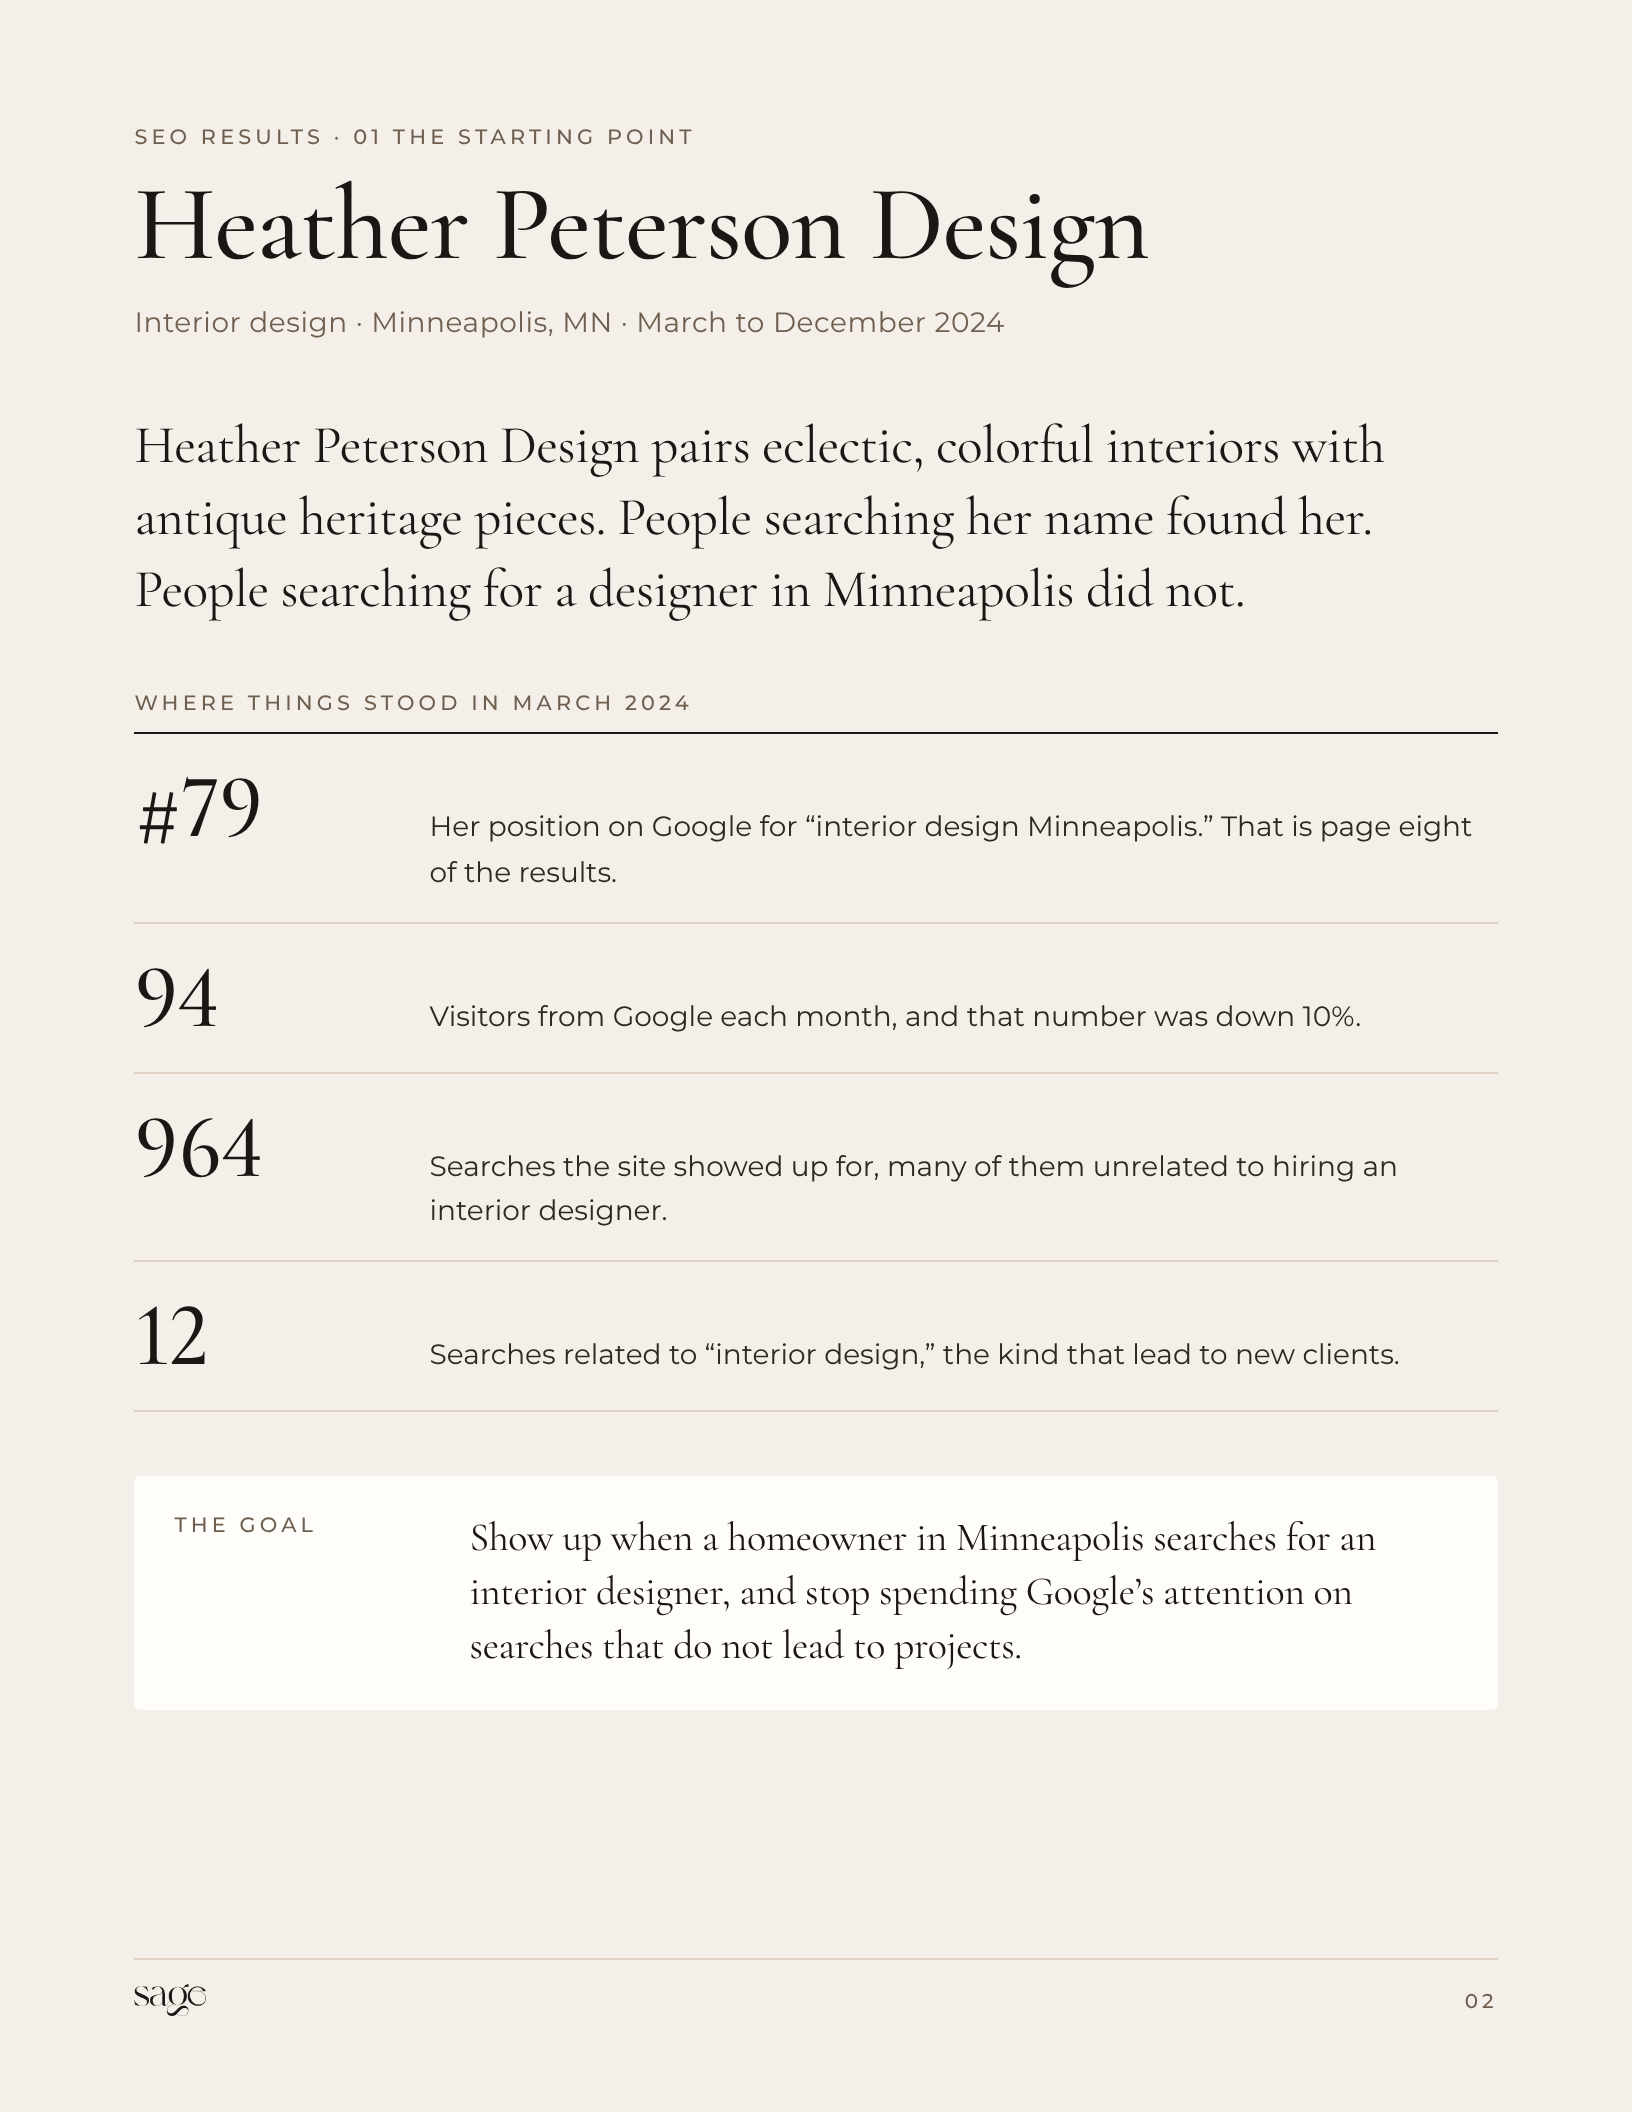 SEO RESULTS · 01 THE STARTING POINT
Heather Peterson Design
Interior design · Minneapolis, MN · March to December 2024
Heather Peterson Design pairs eclectic, colorful interiors with
antique heritage pieces. People searching her name found her.
People searching for a designer in Minneapolis did not.
WHERE THINGS STOOD IN MARCH 2024
#79
Her position on Google for “interior design Minneapolis.” That is page eight
of the results.
94
Visitors from Google each month, and that number was down 10%.
964
Searches the site showed up for, many of them unrelated to hiring an
interior designer.
12
Searches related to “interior design,” the kind that lead to new clients.
THE GOAL
Show up when a homeowner in Minneapolis searches for an
interior designer, and stop spending Google’s attention on
searches that do not lead to projects.
sage
02